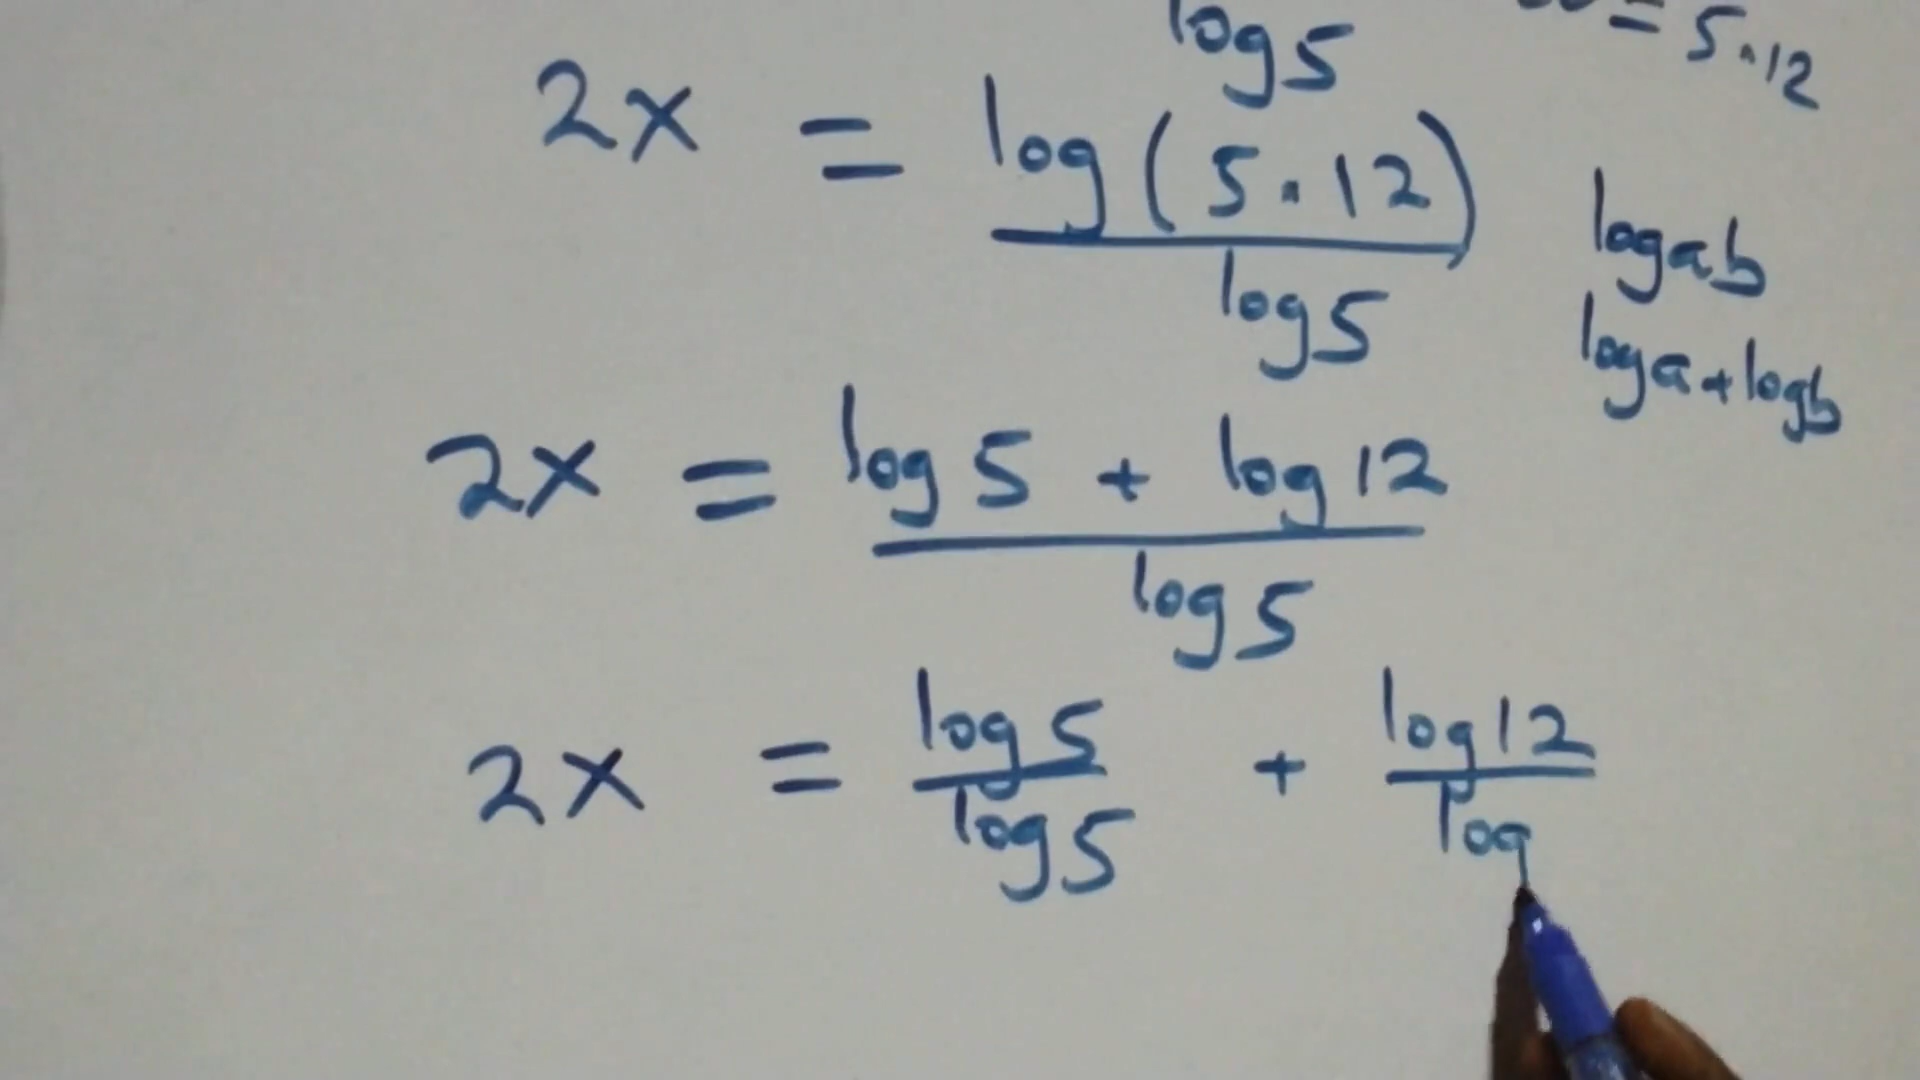 log5
= 5.12
2x = log(5.12)
log5
logab
loga+logb
2x = log5 + log12
log5
2x = log5 + log12
log5 log